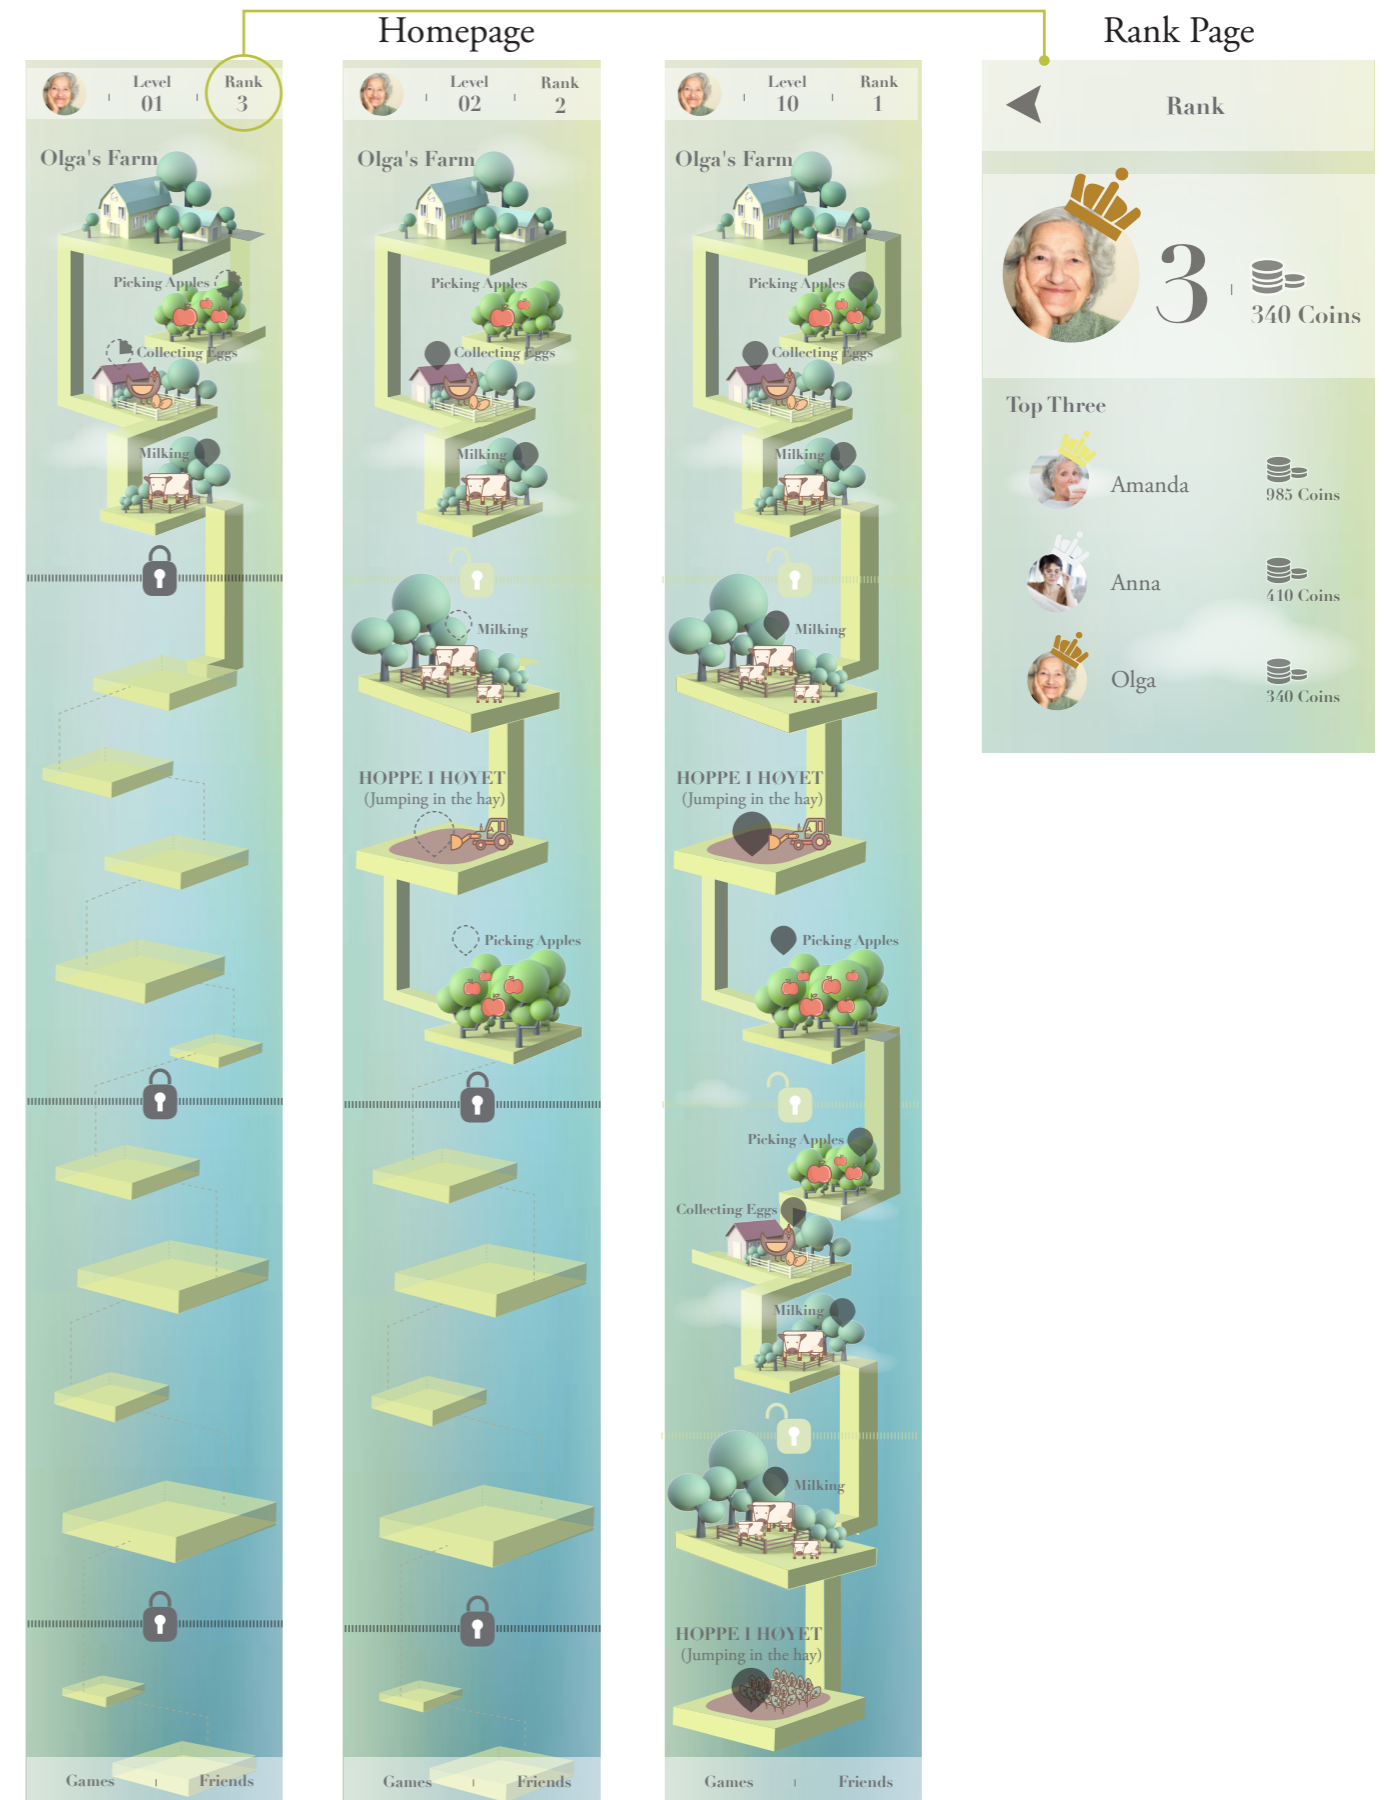 Homepage
Rank Page
Level
01
Rank
3
Olga's Farm
Picking Apples
Collecting Eggs
Milking
Games
Friends
Level
02
Rank
2
Olga's Farm
Picking Apples
Collecting Eggs
Milking
Milking
HOPPE I HØYET
(Jumping in the hay)
Picking Apples
Games
Friends
Level
10
Rank
1
Olga's Farm
Picking Apples
Collecting Eggs
Milking
Milking
HOPPE I HØYET
(Jumping in the hay)
Picking Apples
Picking Apples
Collecting Eggs
Milking
Milking
HOPPE I HØYET
(Jumping in the hay)
Games
Friends
Rank
3
340 Coins
Top Three
Amanda
985 Coins
Anna
410 Coins
Olga
340 Coins